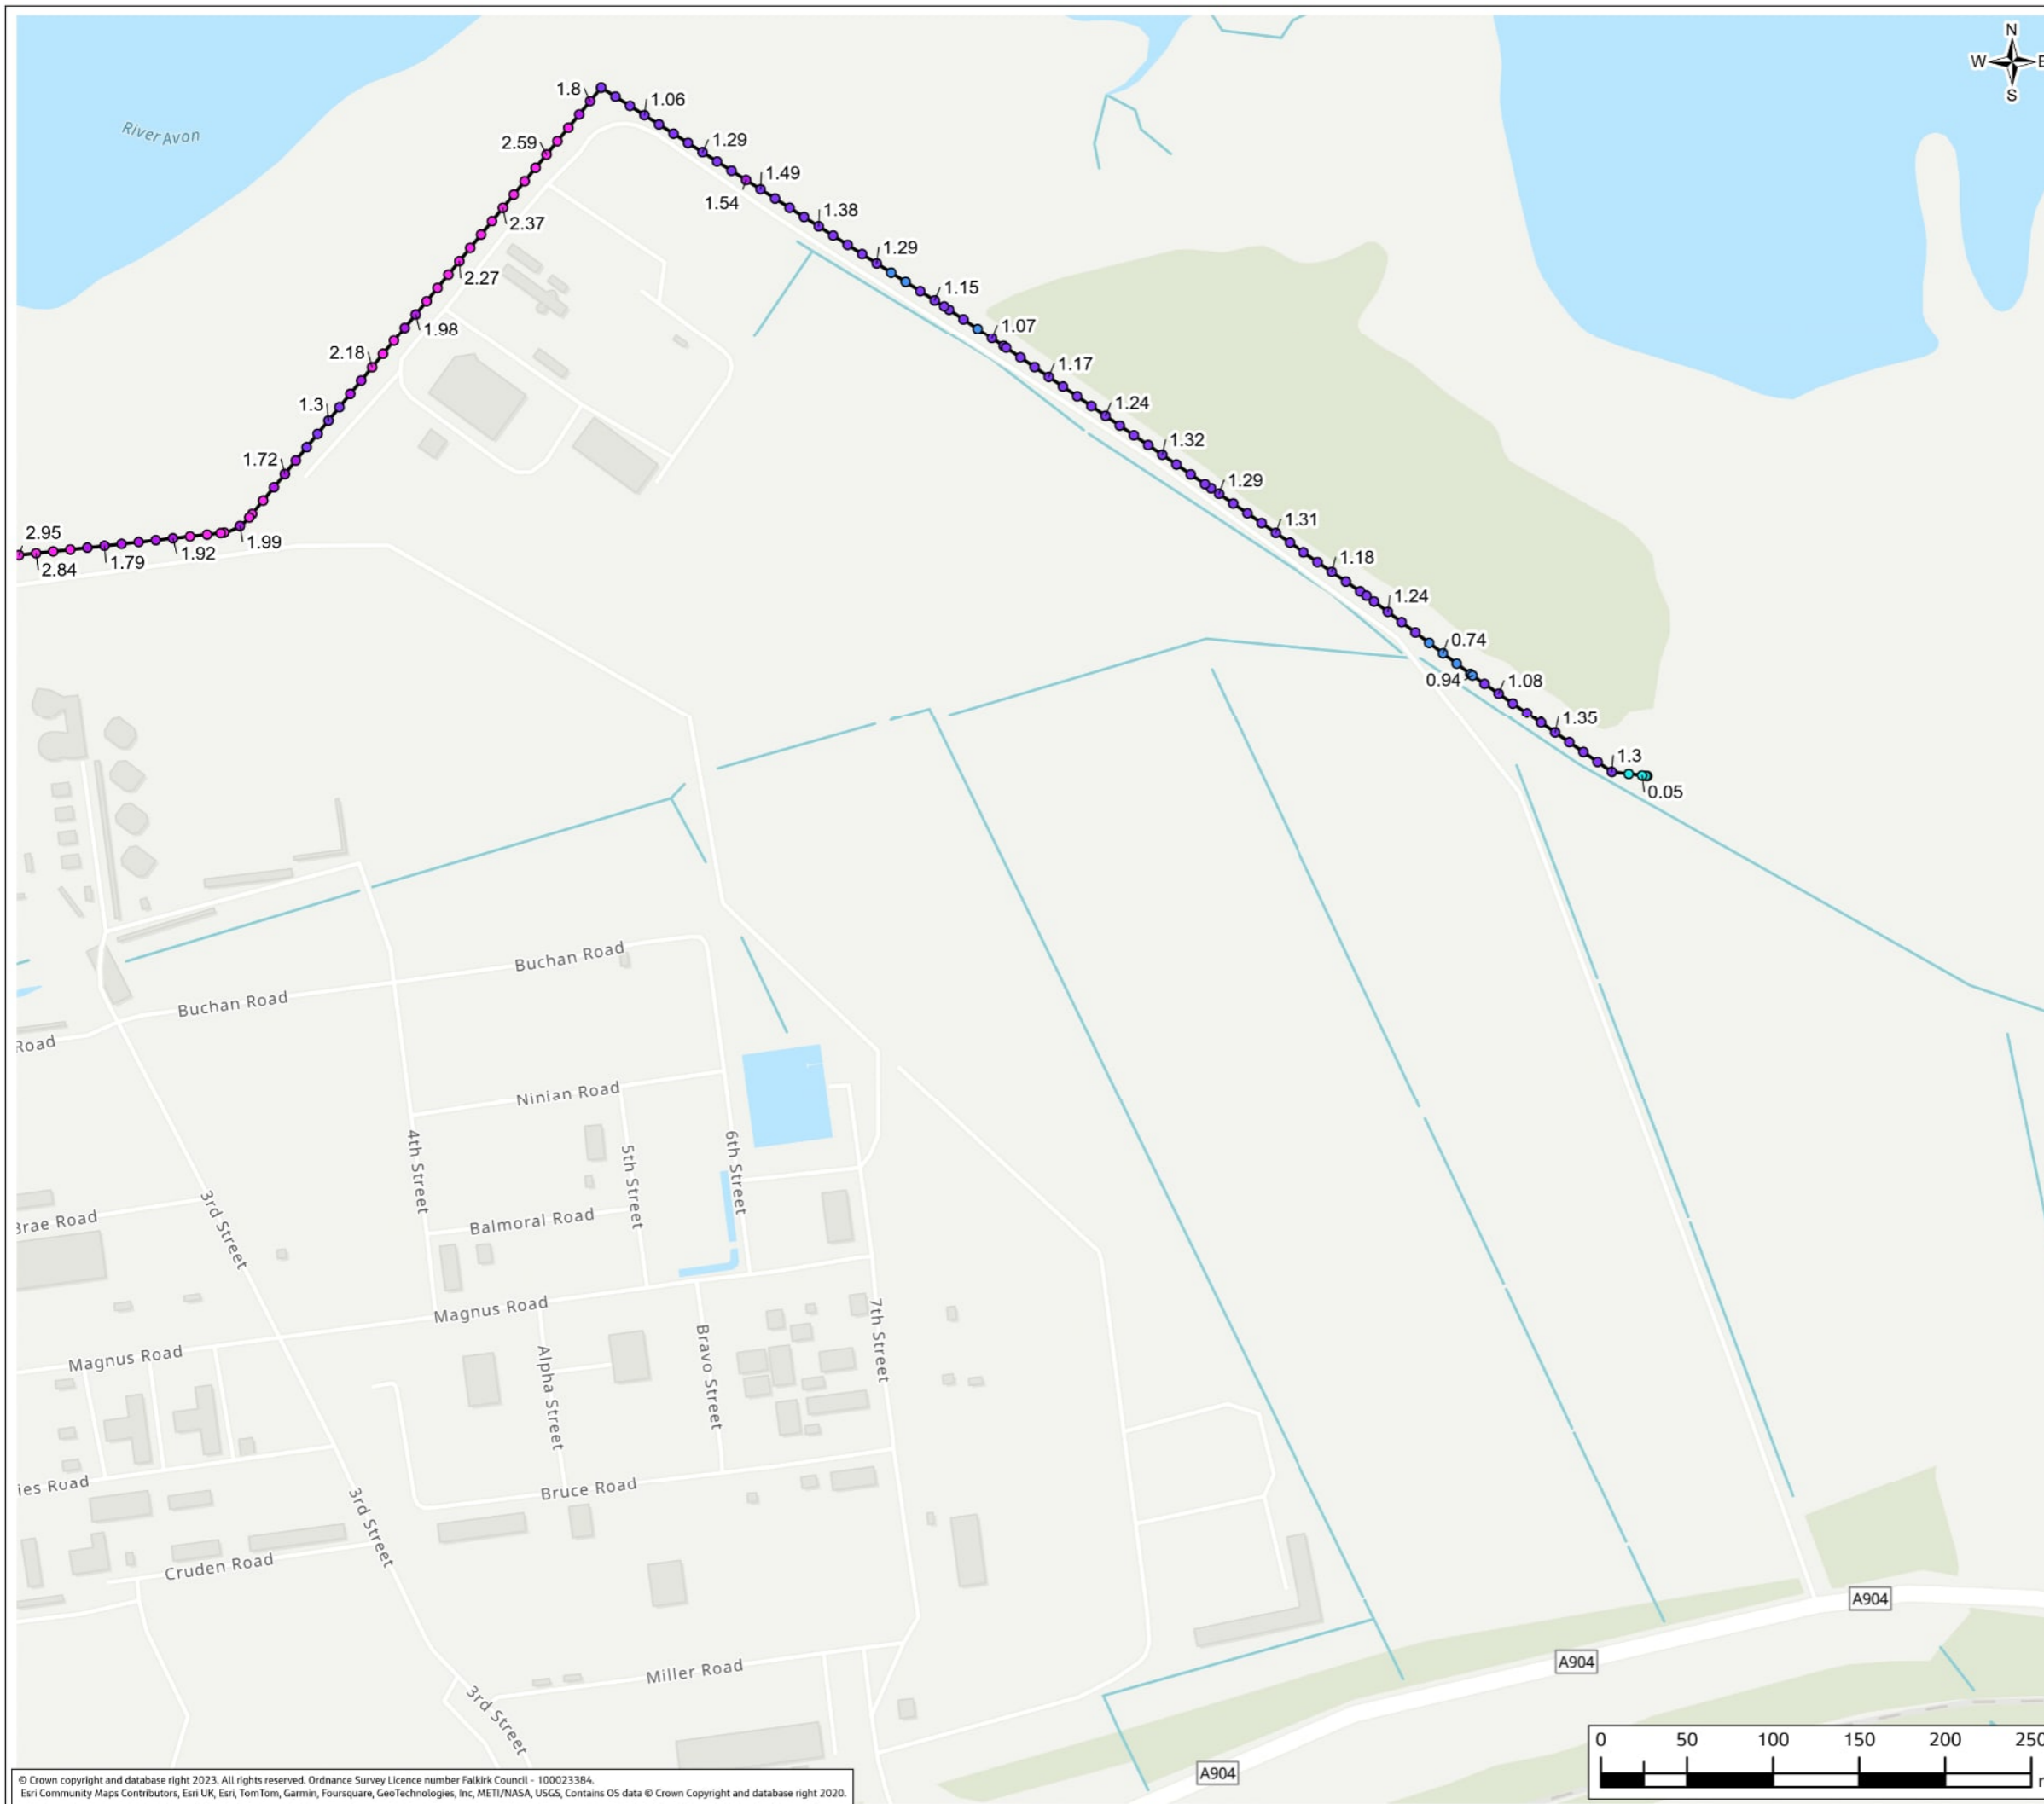 N
W E
S
1.8
1.06
River Avon
2.59
1.29
1.49
1.54
1.38
2.37
1.29
2.27
1.15
1.98
1.07
2.18
1.17
1.3
1.24
1.32
1.72
1.29
1.31
2.95
1.99
1.92
1.79
2.84
1.18
1.24
0.74
0.94
1.08
1.35
1.3
0.05
Buchan Road
Buchan Road
Road
Ninian Road
4th Street
5th Street
6th Street
3rd Street
Brae Road
Balmoral Road
Magnus Road
7th Street
Magnus Road
Bravo Street
Alpha Street
ies Road
Bruce Road
3rd Street
Cruden Road
A904
A904
Miller Road
3rd Street
A904
0 50 100 150 200 250
© Crown copyright and database right 2023. All rights reserved. Ordnance Survey Licence number Falkirk Council - 100023384.
Esri Community Maps Contributors, Esri UK, Esri, TomTom, Garmin, Foursquare, GeoTechnologies, Inc, METI/NASA, USGS, Contains OS data © Crown Copyright and database right 2020.